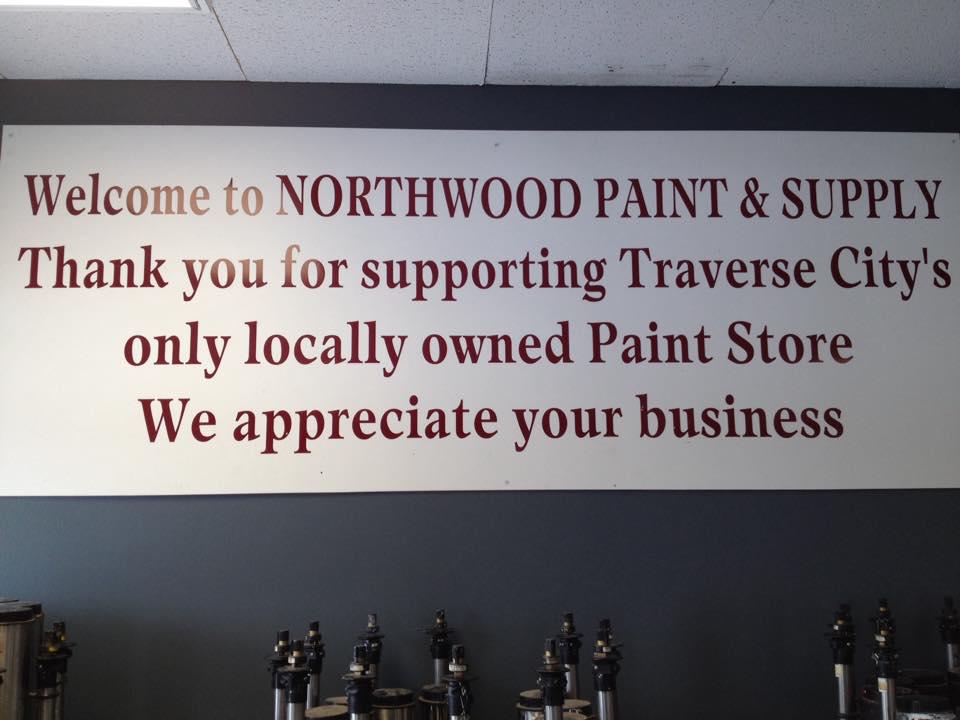 Welcome to NORTHWOOD PAINT & SUPPLY
Thank you for supporting Traverse City's
only locally owned Paint Store
We appreciate your business